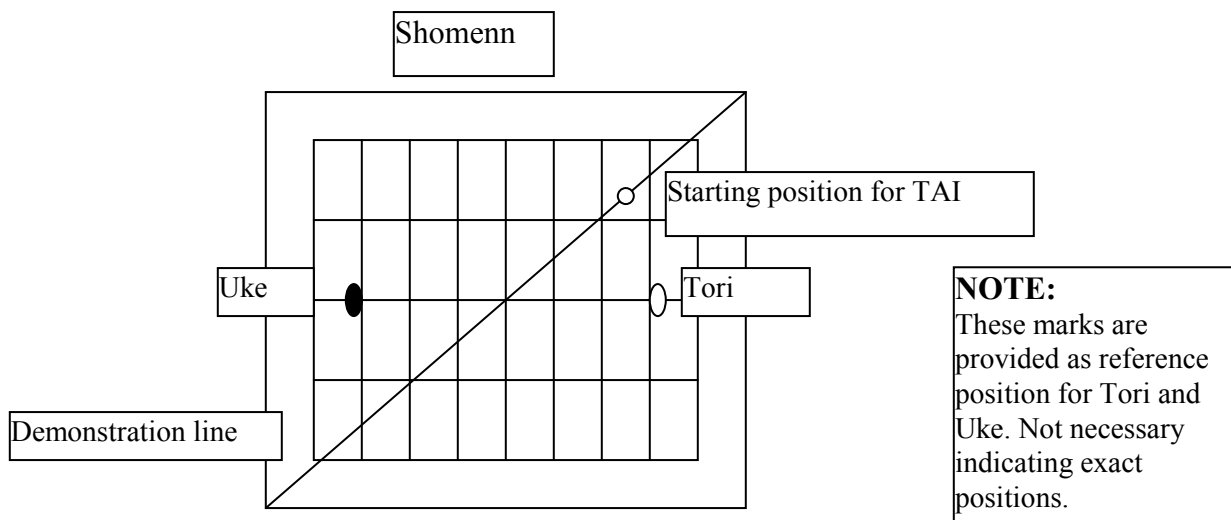 Shomenn
Starting position for TAI
Uke
Tori
NOTE:
These marks are
provided as reference
position for Tori and
Uke. Not necessary
indicating exact
positions.
Demonstration line